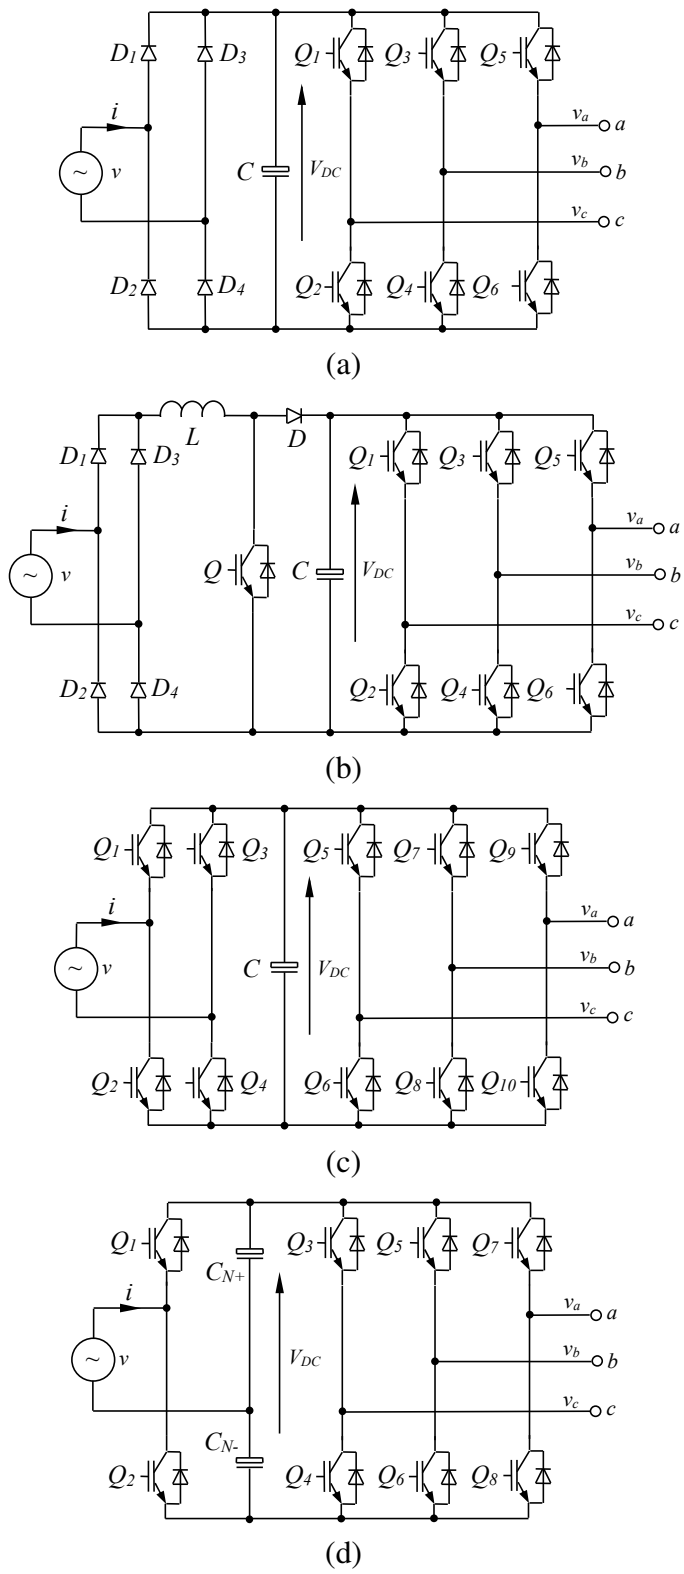 D1 D3 Q1 Q3 Q5
i va a
~ v C VDC vb b
vc c
D2 D4 Q2 Q4 Q6
(a)
L D
D1 D3 Q1 Q3 Q5
i va a
~ v Q C VDC vb b
vc c
D2 D4 Q2 Q4 Q6
(b)
Q1 Q3 Q5 Q7 Q9
i va a
~ v C VDC vb b
vc c
Q2 Q4 Q6 Q8 Q10
(c)
Q1 CN+ Q3 Q5 Q7
i va a
~ v VDC vb b
vc c
Q2 CN- Q4 Q6 Q8
(d)